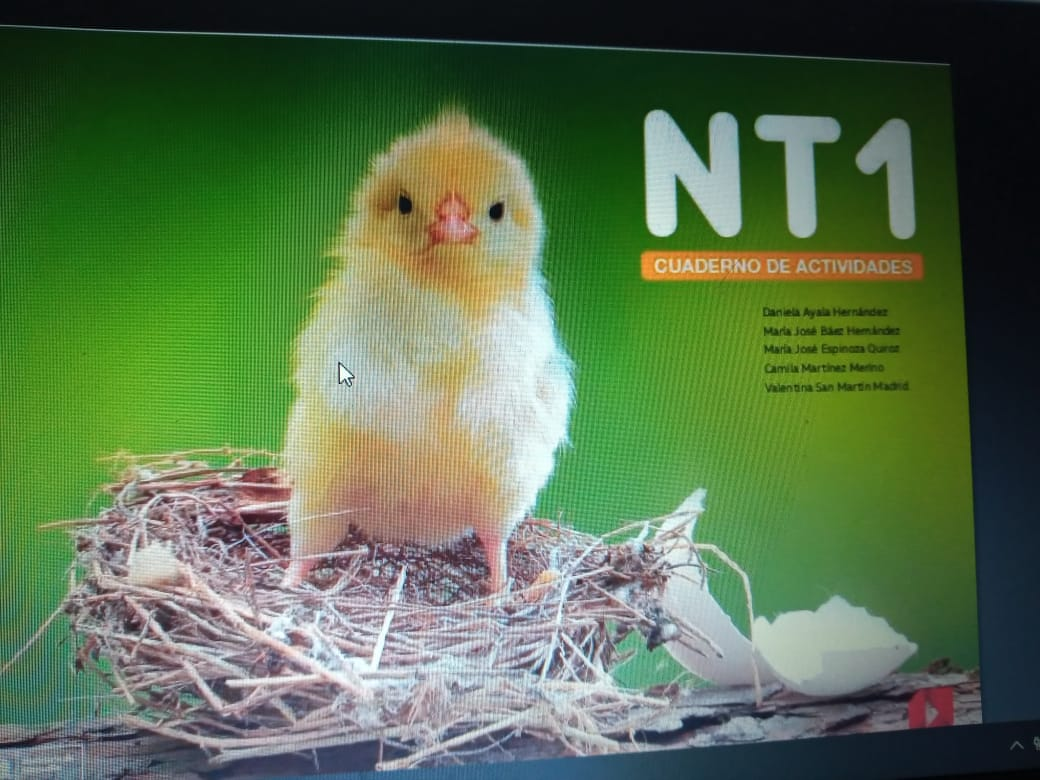 NT1
CUADERNO DE ACTIVIDADES
Daniela Ayala Hernández
María José Báez Hernández
María José Espinoza Quiroz
Camila Martínez Merino
Valentina San Martín Madrid